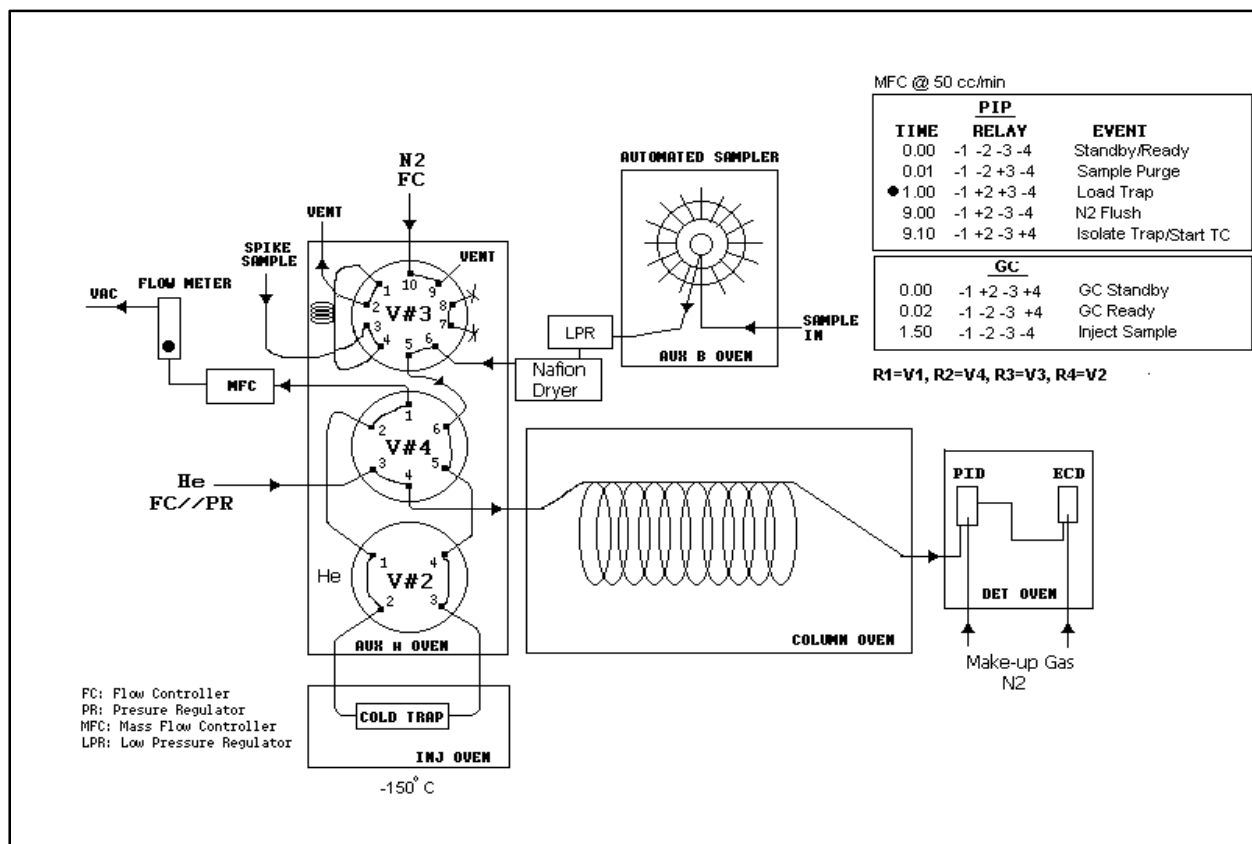 MFC @ 50 cc/min
PIP
TIME RELAY EVENT
0.00 -1 -2 -3 -4 Standby/Ready
0.01 -1 -2 +3 -4 Sample Purge
●1.00 -1 +2 +3 -4 Load Trap
9.00 -1 +2 -3 -4 N2 Flush
9.10 -1 +2 -3 +4 Isolate Trap/Start TC
GC
0.00 -1 +2 -3 +4 GC Standby
0.02 -1 -2 -3 +4 GC Ready
1.50 -1 -2 -3 -4 Inject Sample
R1=V1, R2=V4, R3=V3, R4=V2
AUTOMATED SAMPLER
SAMPLE
IN
AUX B OVEN
LPR
Nafion
Dryer
N2
FC
VENT
SPIKE
SAMPLE
FLOW METER
VAC
MFC
VENT
V#3
1
2
3
4
5
6
7
8
9
10
V#4
1
2
3
4
5
6
He
FC//PR
V#2
1
2
3
4
He
AUX A OVEN
COLD TRAP
INJ OVEN
-150° C
COLUMN OVEN
PID
ECD
DET OVEN
Make-up Gas
N2
FC: Flow Controller
PR: Presure Regulator
MFC: Mass Flow Controller
LPR: Low Pressure Regulator